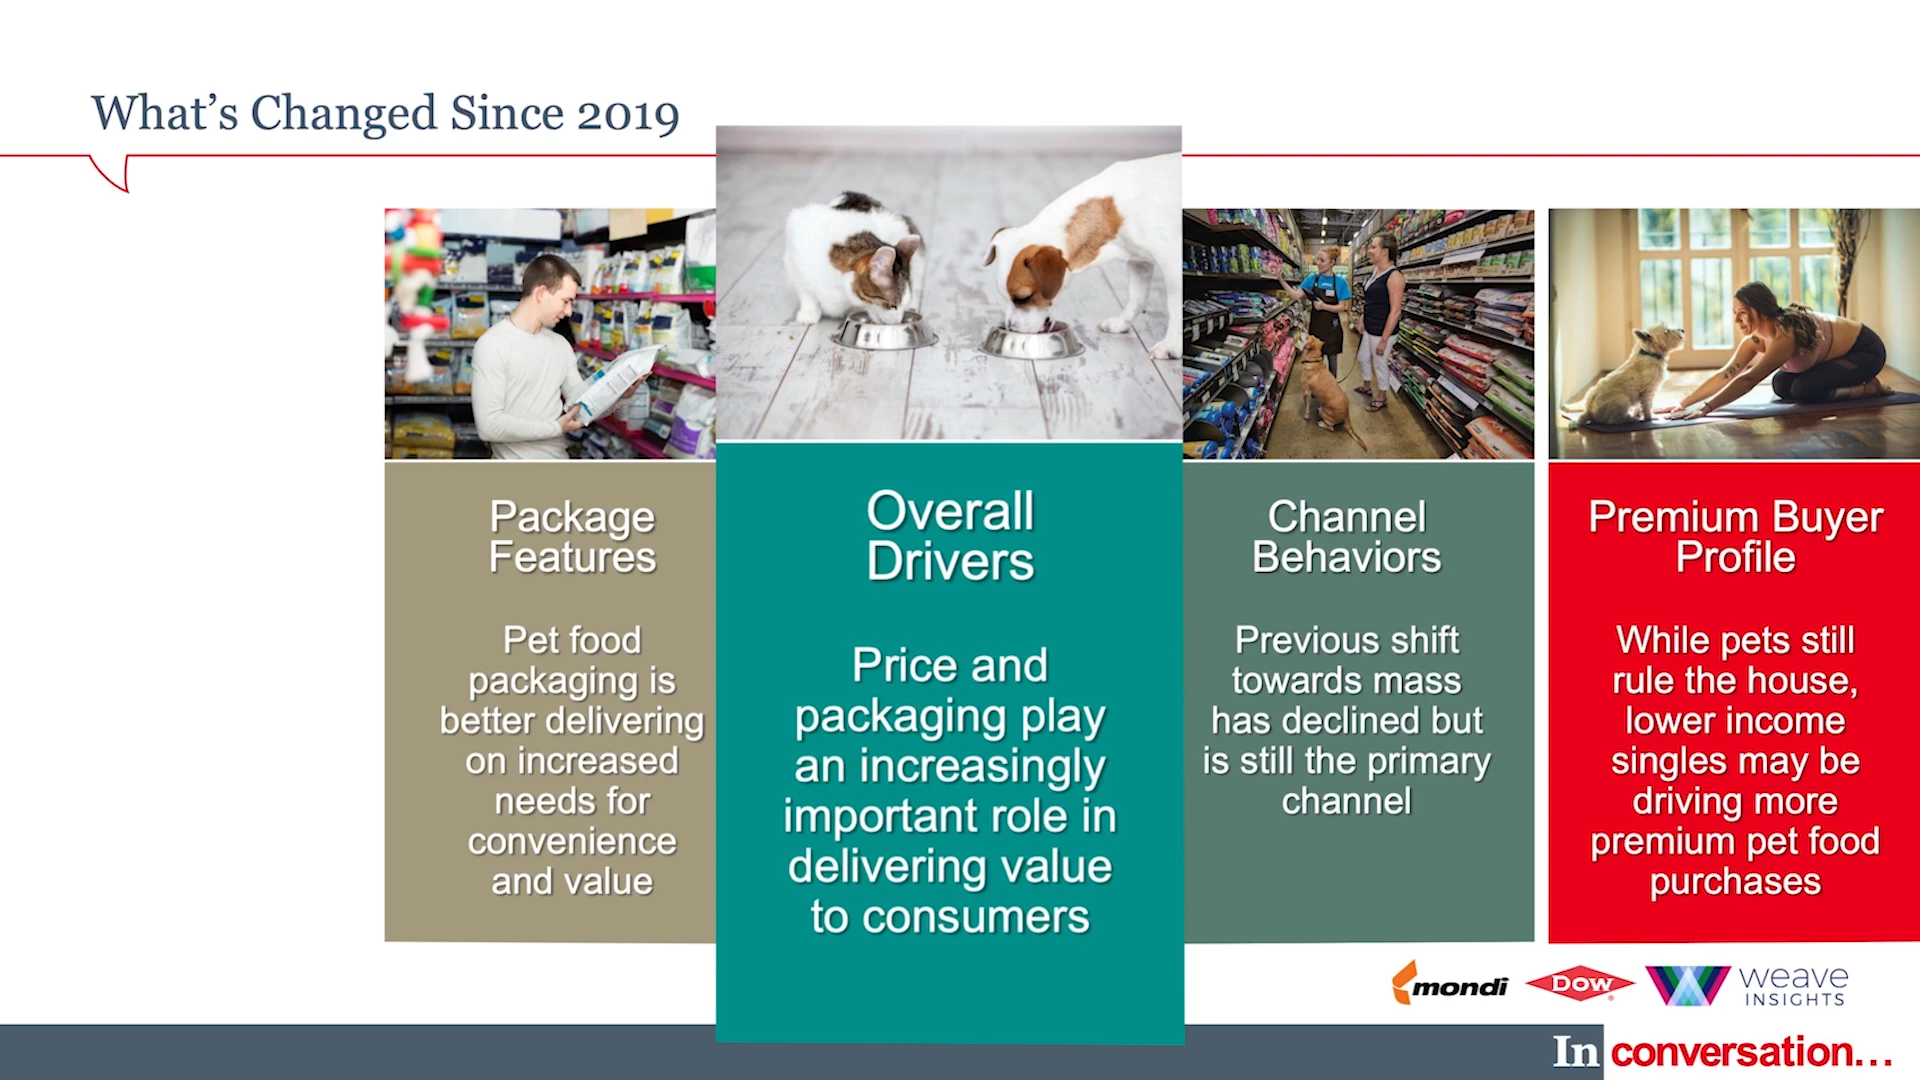 What's Changed Since 2019
Package
Features
Pet food
packaging is
better delivering
on increased
needs for
convenience
and value
Overall
Drivers
Price and
packaging play
an increasingly
important role in
delivering value
to consumers
Channel
Behaviors
Previous shift
towards mass
has declined but
is still the primary
channel
Premium Buyer
Profile
While pets still
rule the house,
lower income
singles may be
driving more
premium pet food
purchases
mondi
Dow®
weave
INSIGHTS
In conversation...